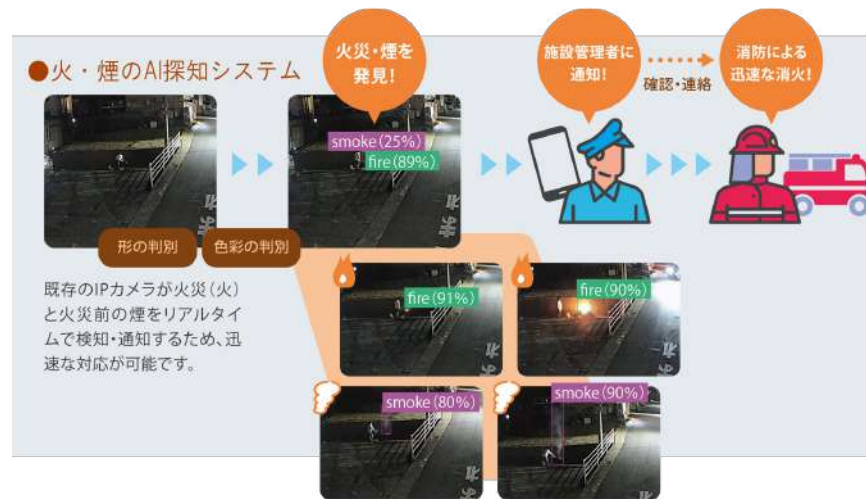 ●火・煙のAI探知システム
火災・煙を
発見!
施設管理者に
通知!
確認・連絡
消防による
迅速な消火!
smoke(25%)
fire(89%)
形の判別
色彩の判別
既存のIPカメラが火災(火)
と火災前の煙をリアルタイ
ムで検知・通知するため、迅
速な対応が可能です。
fire(91%)
fire(90%)
smoke(80%)
smoke(90%)